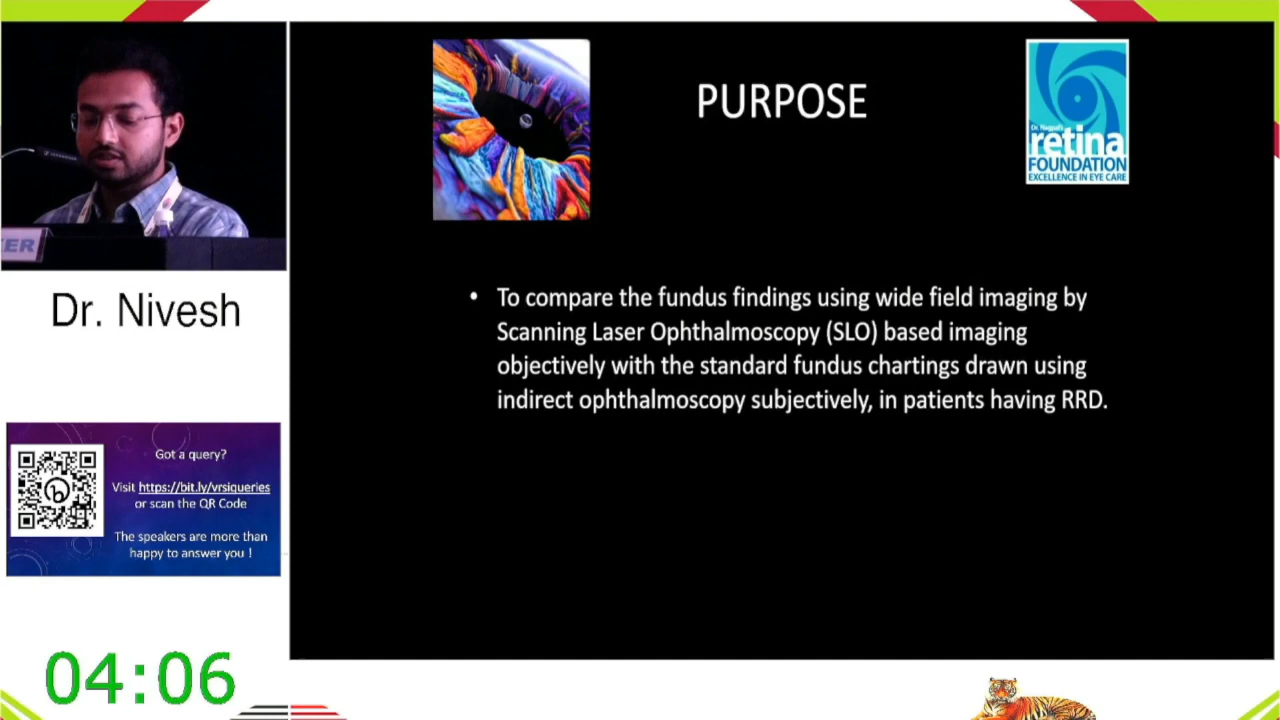 PURPOSE
Dr. Nagpal's
retina
FOUNDATION
EXCELLENCE IN EYE CARE
• To compare the fundus findings using wide field imaging by
Scanning Laser Ophthalmoscopy (SLO) based imaging
objectively with the standard fundus chartings drawn using
indirect ophthalmoscopy subjectively, in patients having RRD.
KER
Dr. Nivesh
Got a query?
Visit https://bit.ly/vrsiqueries
or scan the QR Code
The speakers are more than
happy to answer you !
04:06